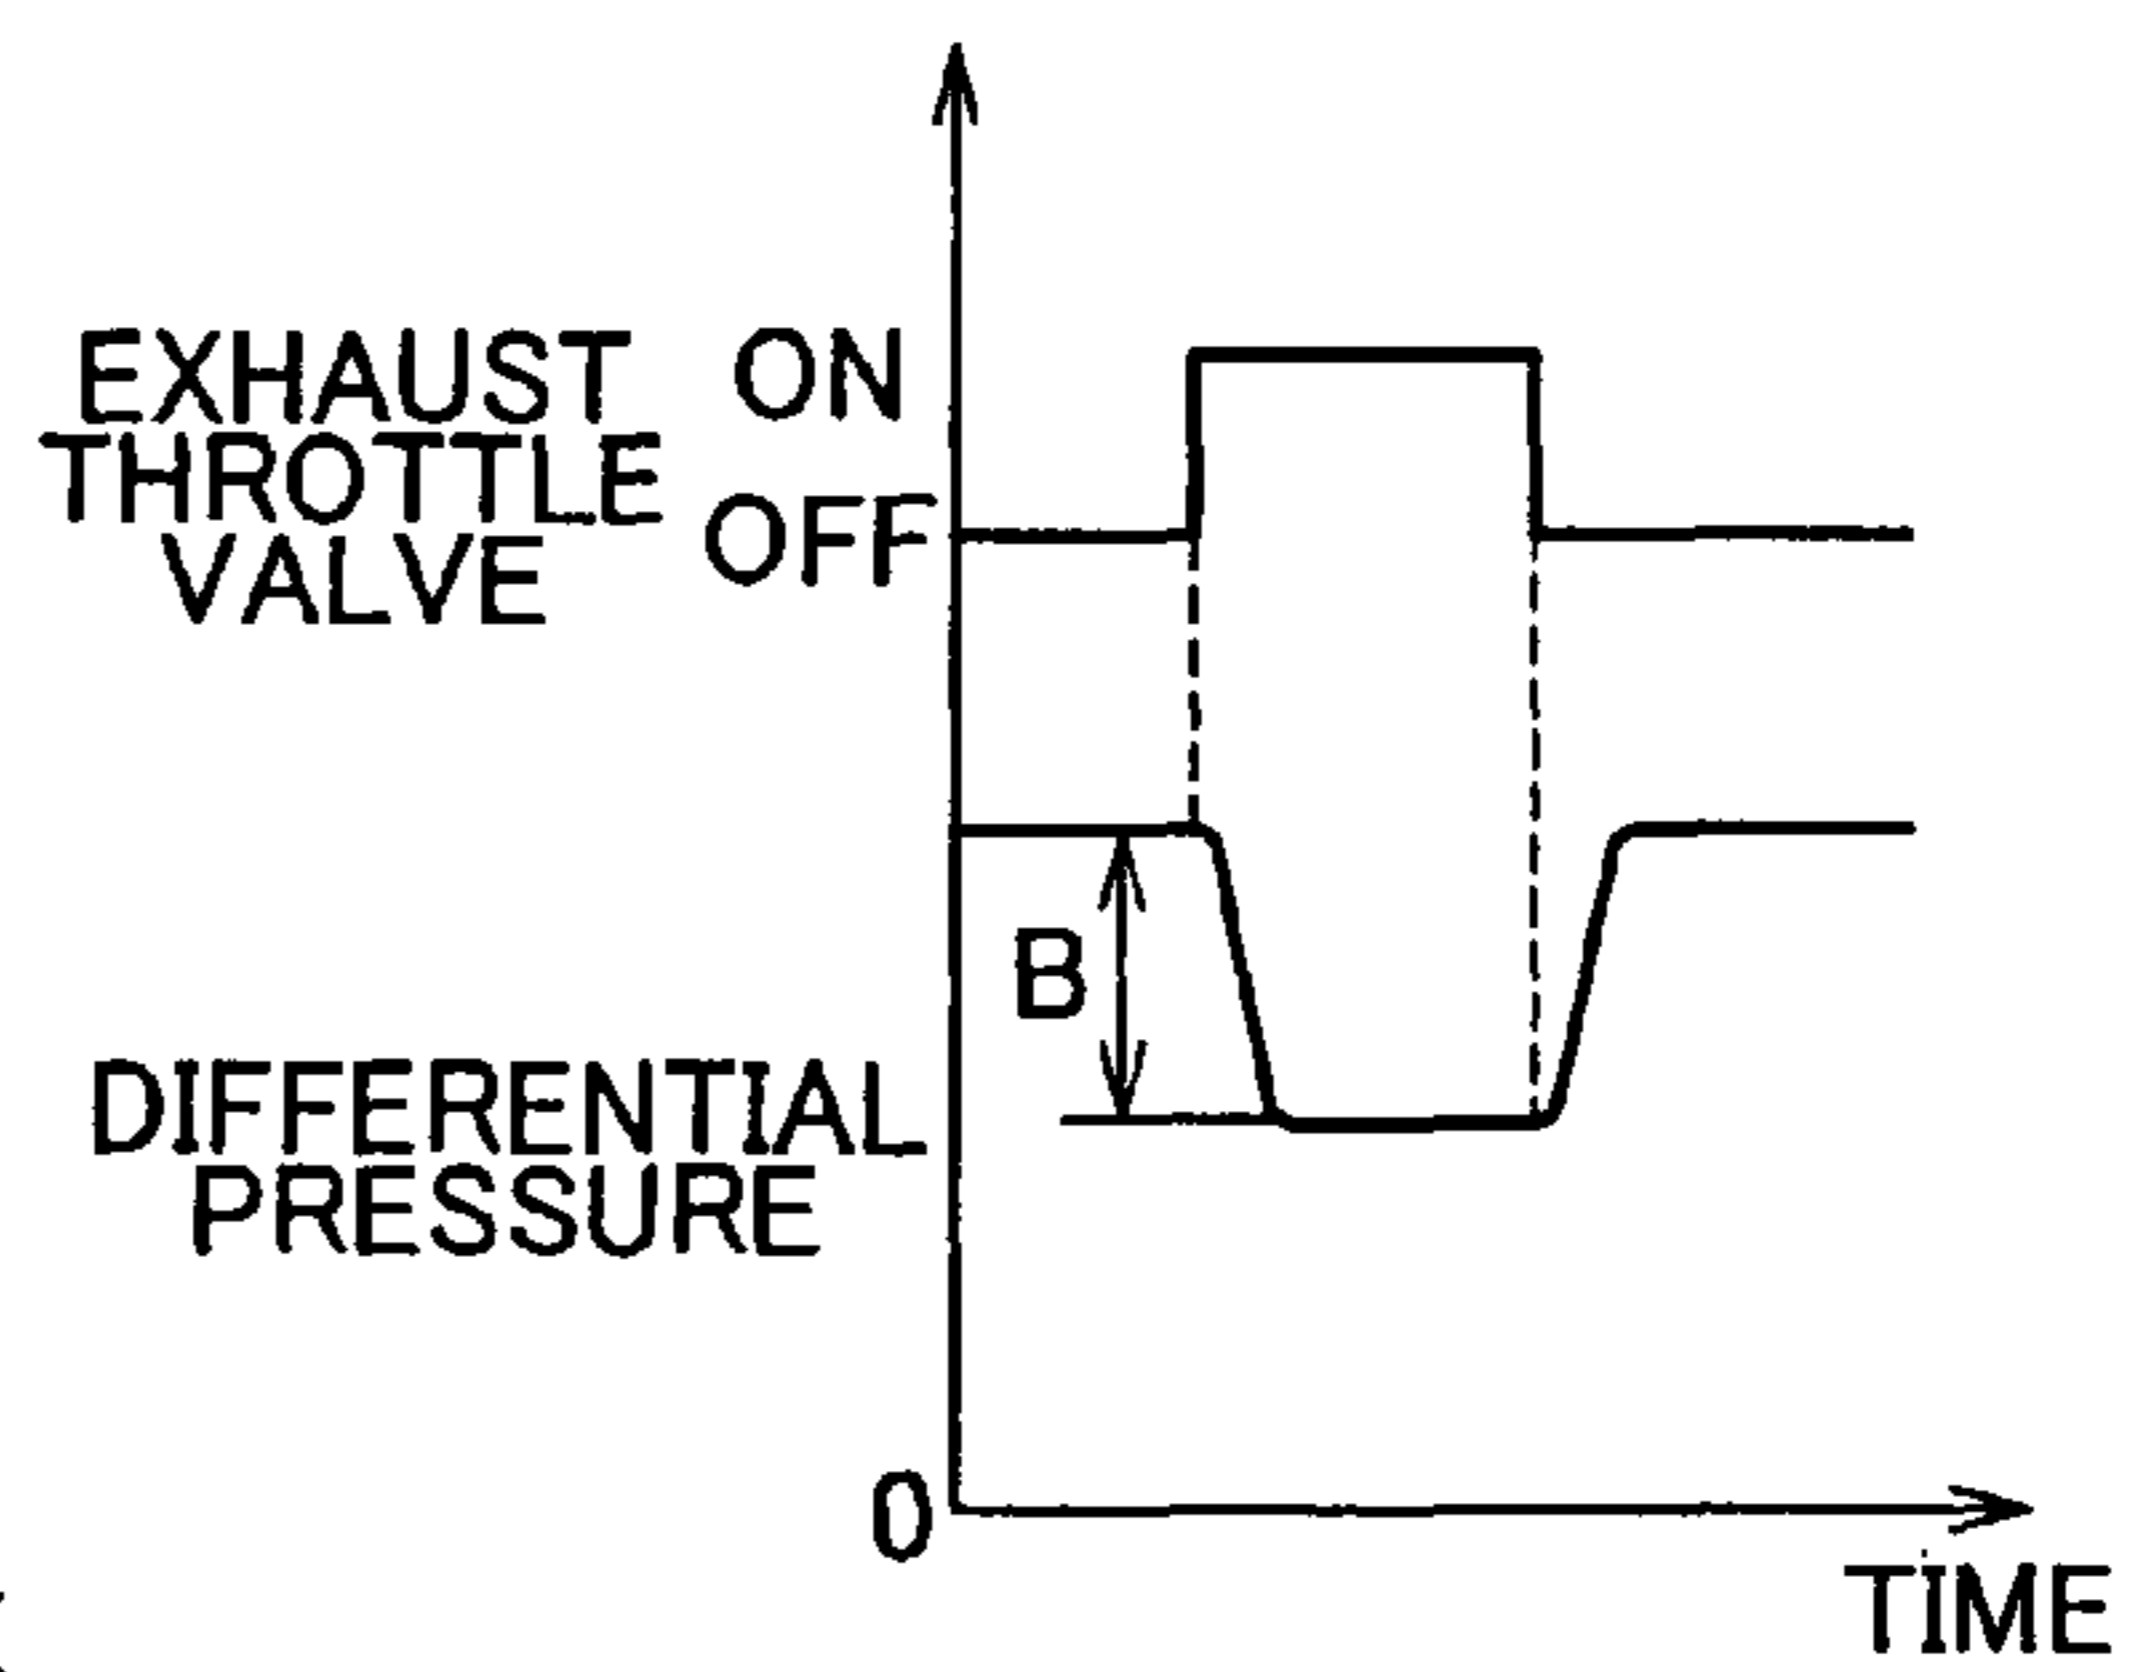 EXHAUST
THROTTLE
VALVE
ON
OFF
B
DIFFERENTIAL
PRESSURE
0
TIME